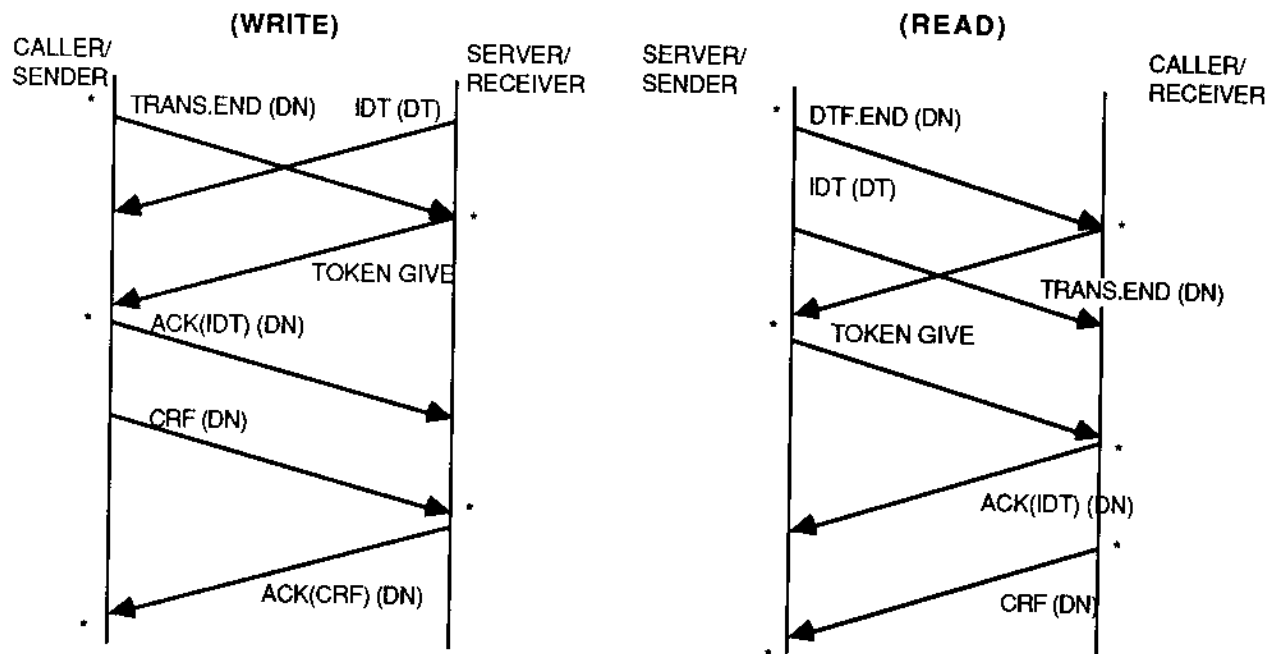 (WRITE)
CALLER/
SENDER
SERVER/
RECEIVER
*
TRANS.END (DN)
IDT (DT)
*
TOKEN GIVE
*
ACK(IDT) (DN)
CRF (DN)
*
ACK(CRF) (DN)
*
(READ)
SERVER/
SENDER
CALLER/
RECEIVER
*
DTF.END (DN)
IDT (DT)
*
TRANS.END (DN)
*
TOKEN GIVE
*
ACK(IDT) (DN)
*
CRF (DN)
*